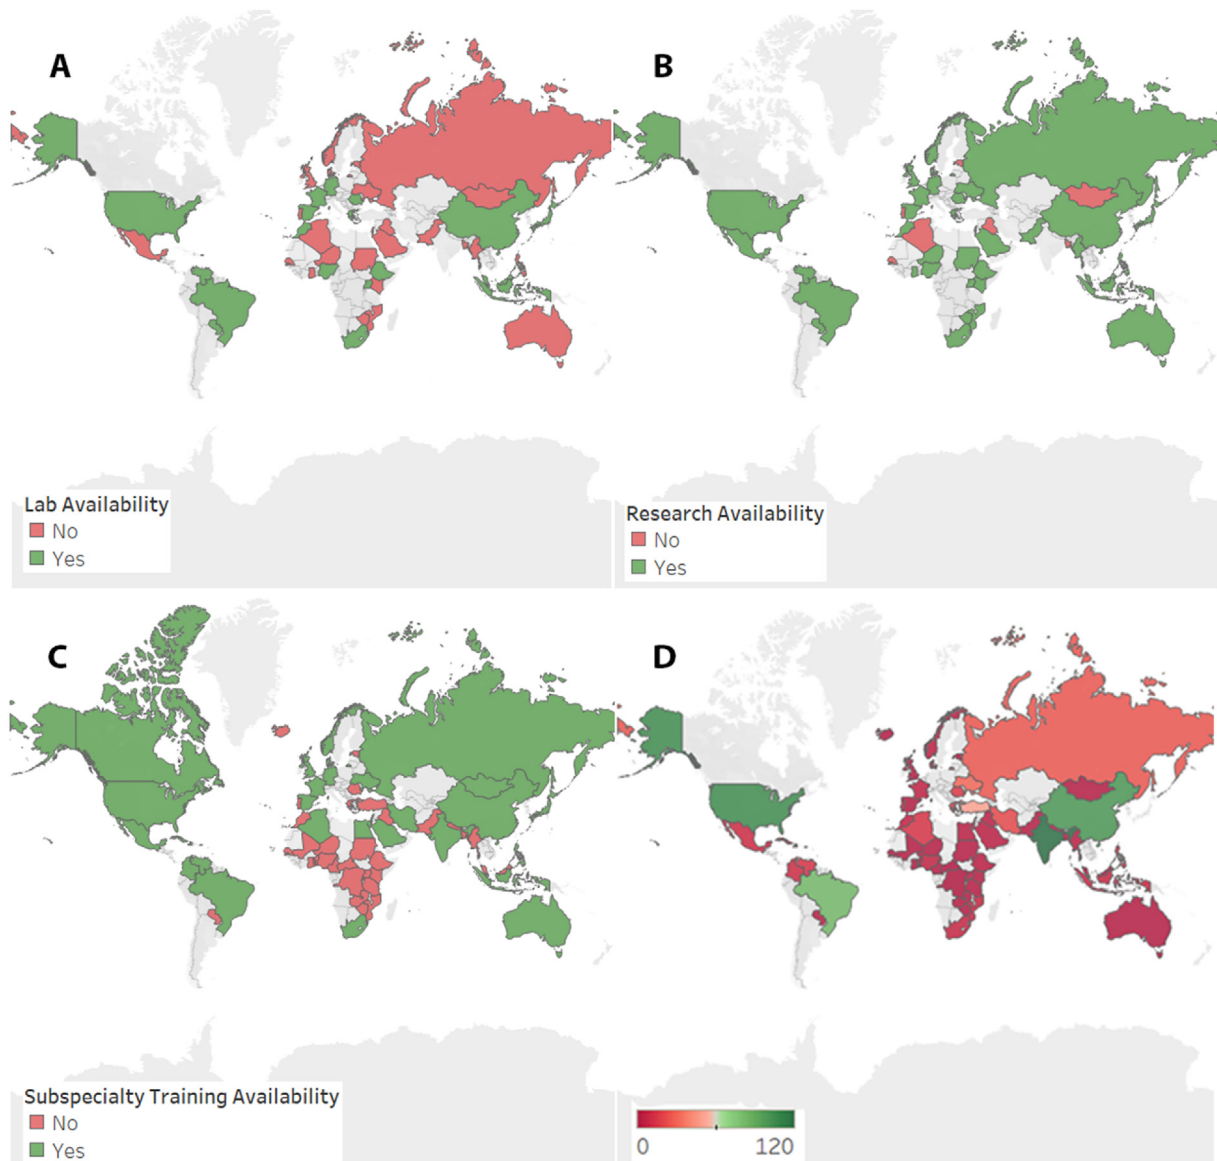 A
B
Lab Availability
No
Yes
Research Availability
No
Yes
C
D
Subspecialty Training Availability
No
Yes
0 120